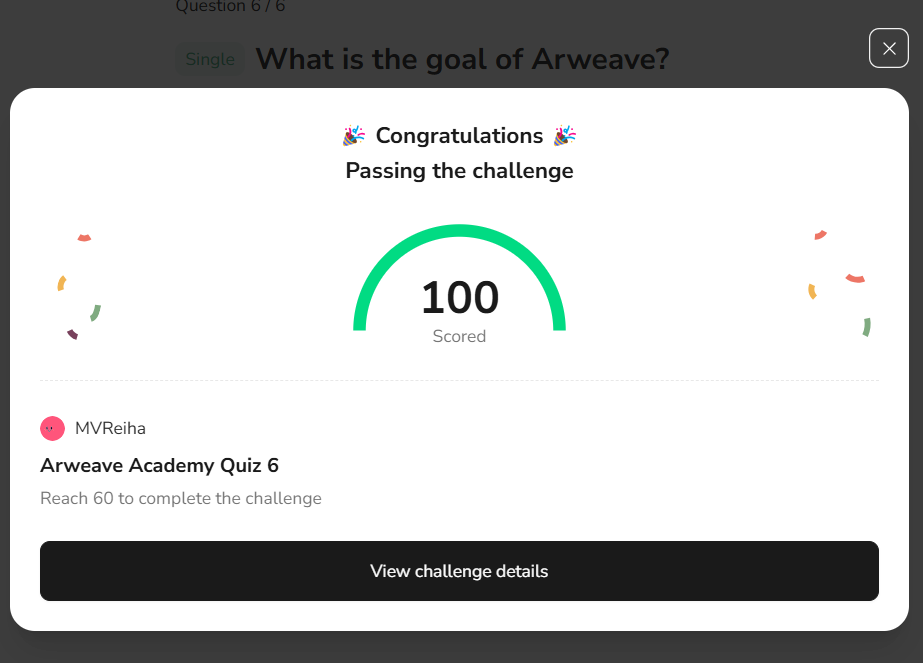 Question 6 / 6
Single What is the goal of Arweave?
Congratulations
Passing the challenge
100
Scored
MVReiha
Arweave Academy Quiz 6
Reach 60 to complete the challenge
View challenge details